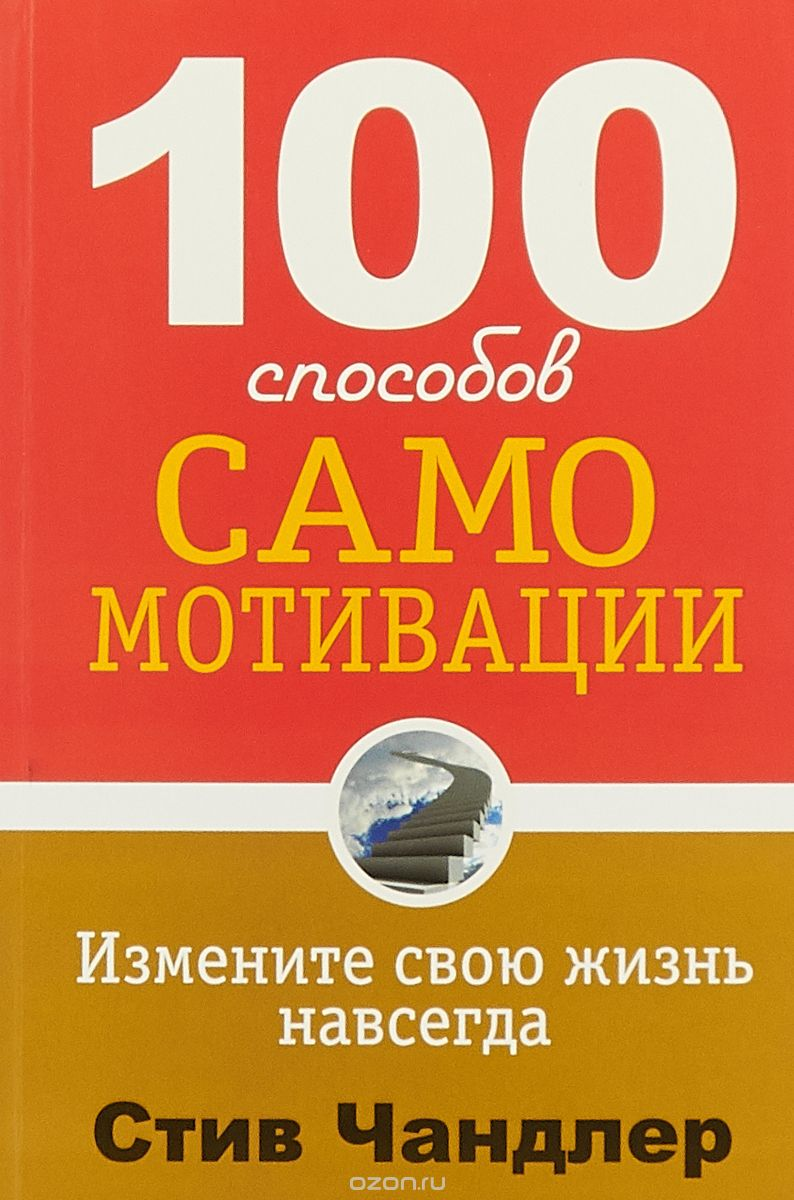 100
способов
САМО
МОТИВАЦИИ
Измените свою жизнь
навсегда
Стив Чандлер
ozon.ru